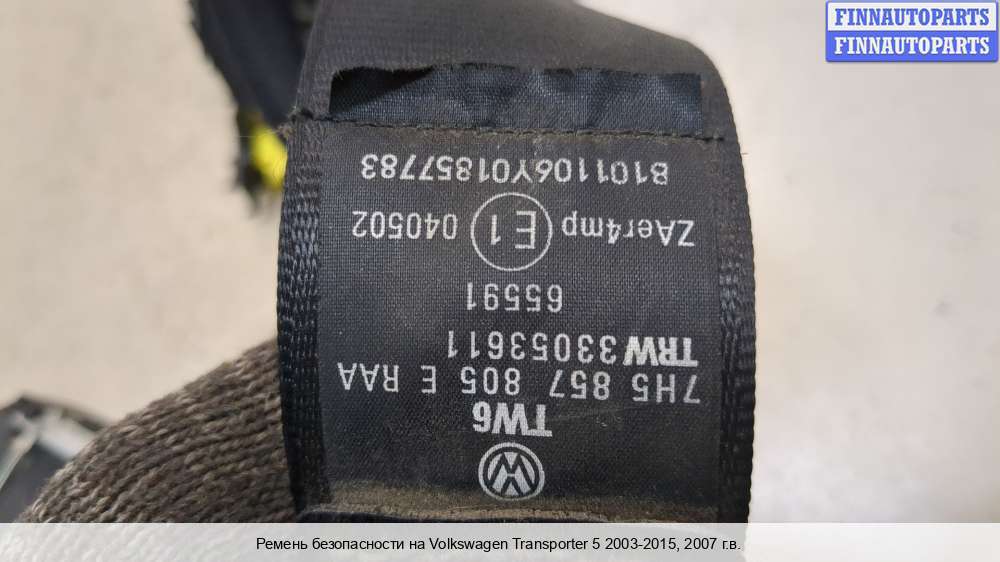 FINNAUTOPARTS
FINNAUTOPARTS
TW6
7H5 857 805 E RAA
TRW 33053611
65591
ZAer4mp E1 040502
B101106Y01857783
Ремень безопасности на Volkswagen Transporter 5 2003-2015, 2007 г.в.